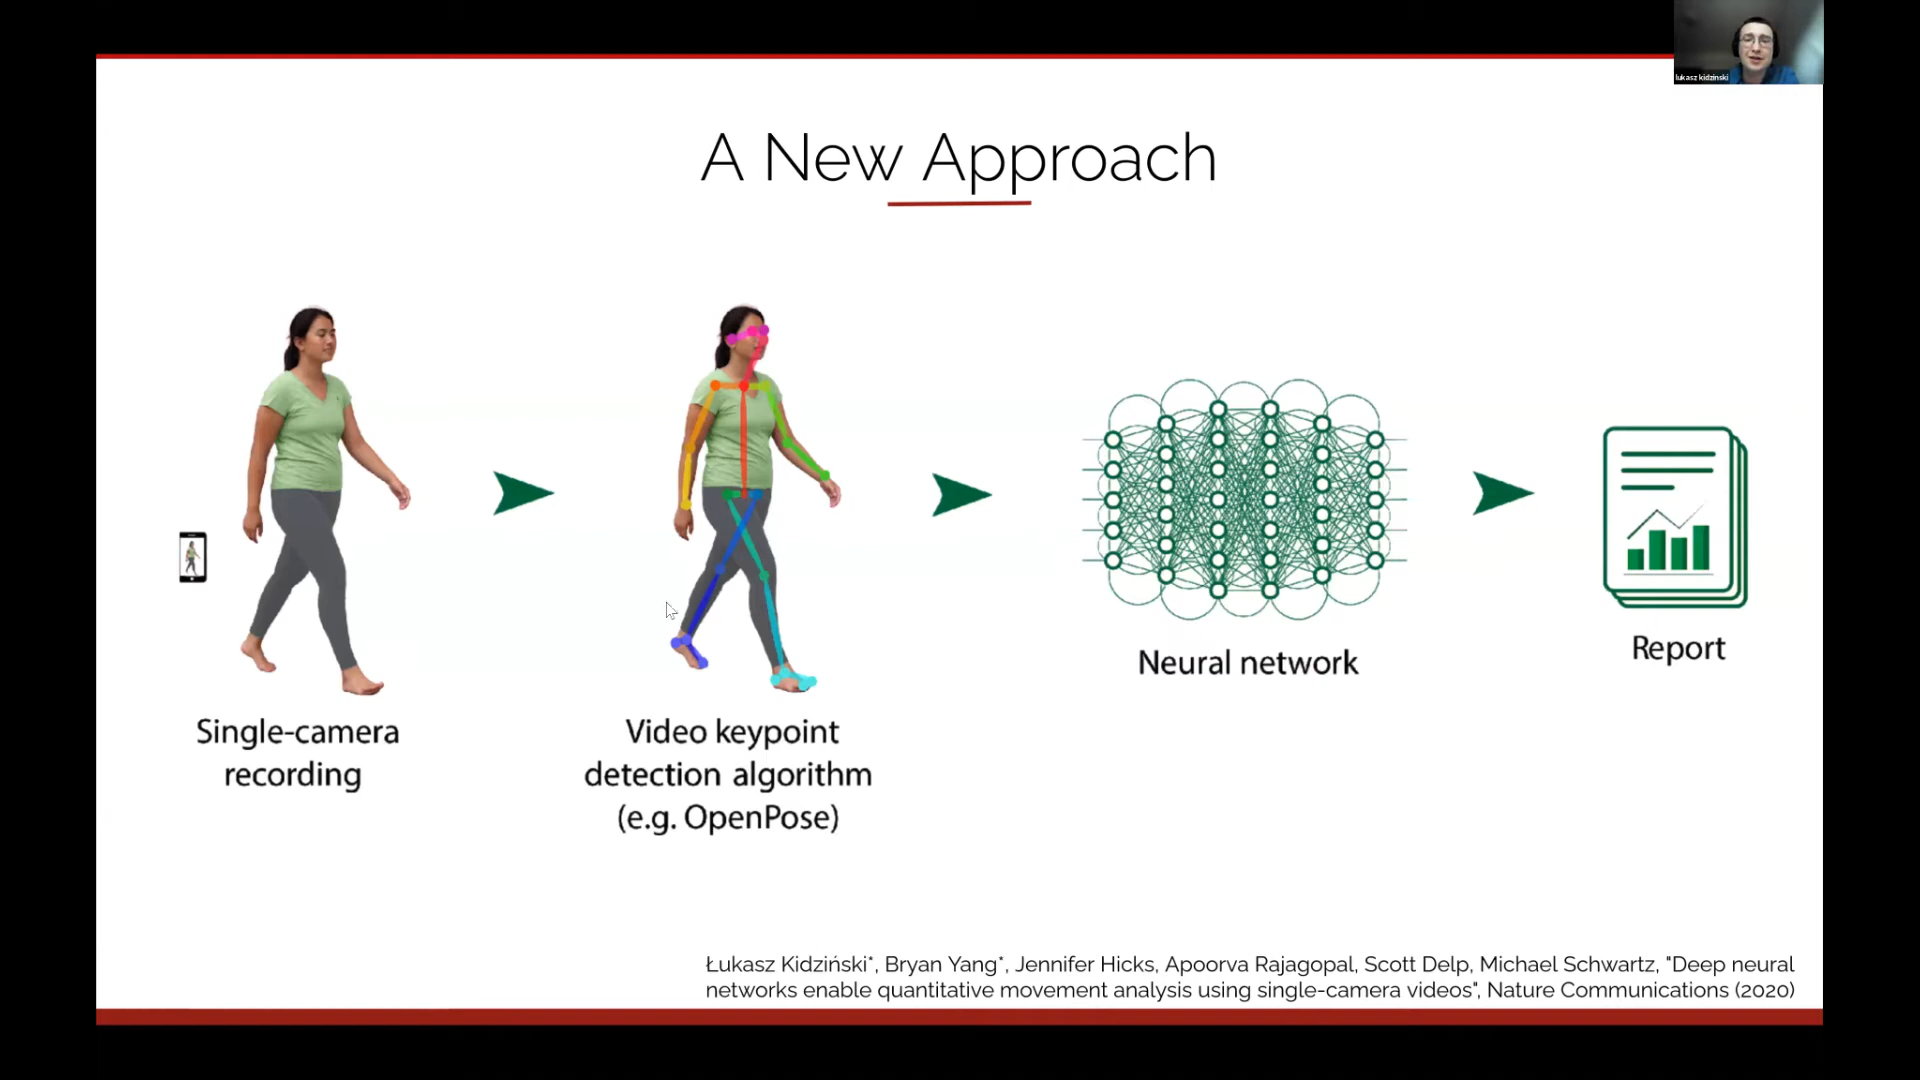 lukasz kidzinski
A New Approach
Single-camera
recording
Video keypoint
detection algorithm
(e.g. OpenPose)
Neural network
Report
Łukasz Kidziński*, Bryan Yang*, Jennifer Hicks, Apoorva Rajagopal, Scott Delp, Michael Schwartz, "Deep neural
networks enable quantitative movement analysis using single-camera videos", Nature Communications (2020)